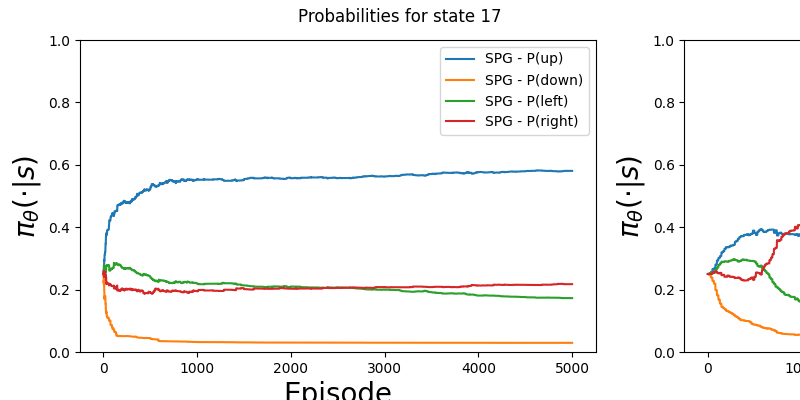 Probabilities for state 17
π_θ(·|s)
1.0
0.8
0.6
0.4
0.2
0.0
SPG - P(up)
SPG - P(down)
SPG - P(left)
SPG - P(right)
0 1000 2000 3000 4000 5000
Episode
π_θ(·|s)
1.0
0.8
0.6
0.4
0.2
0.0
0